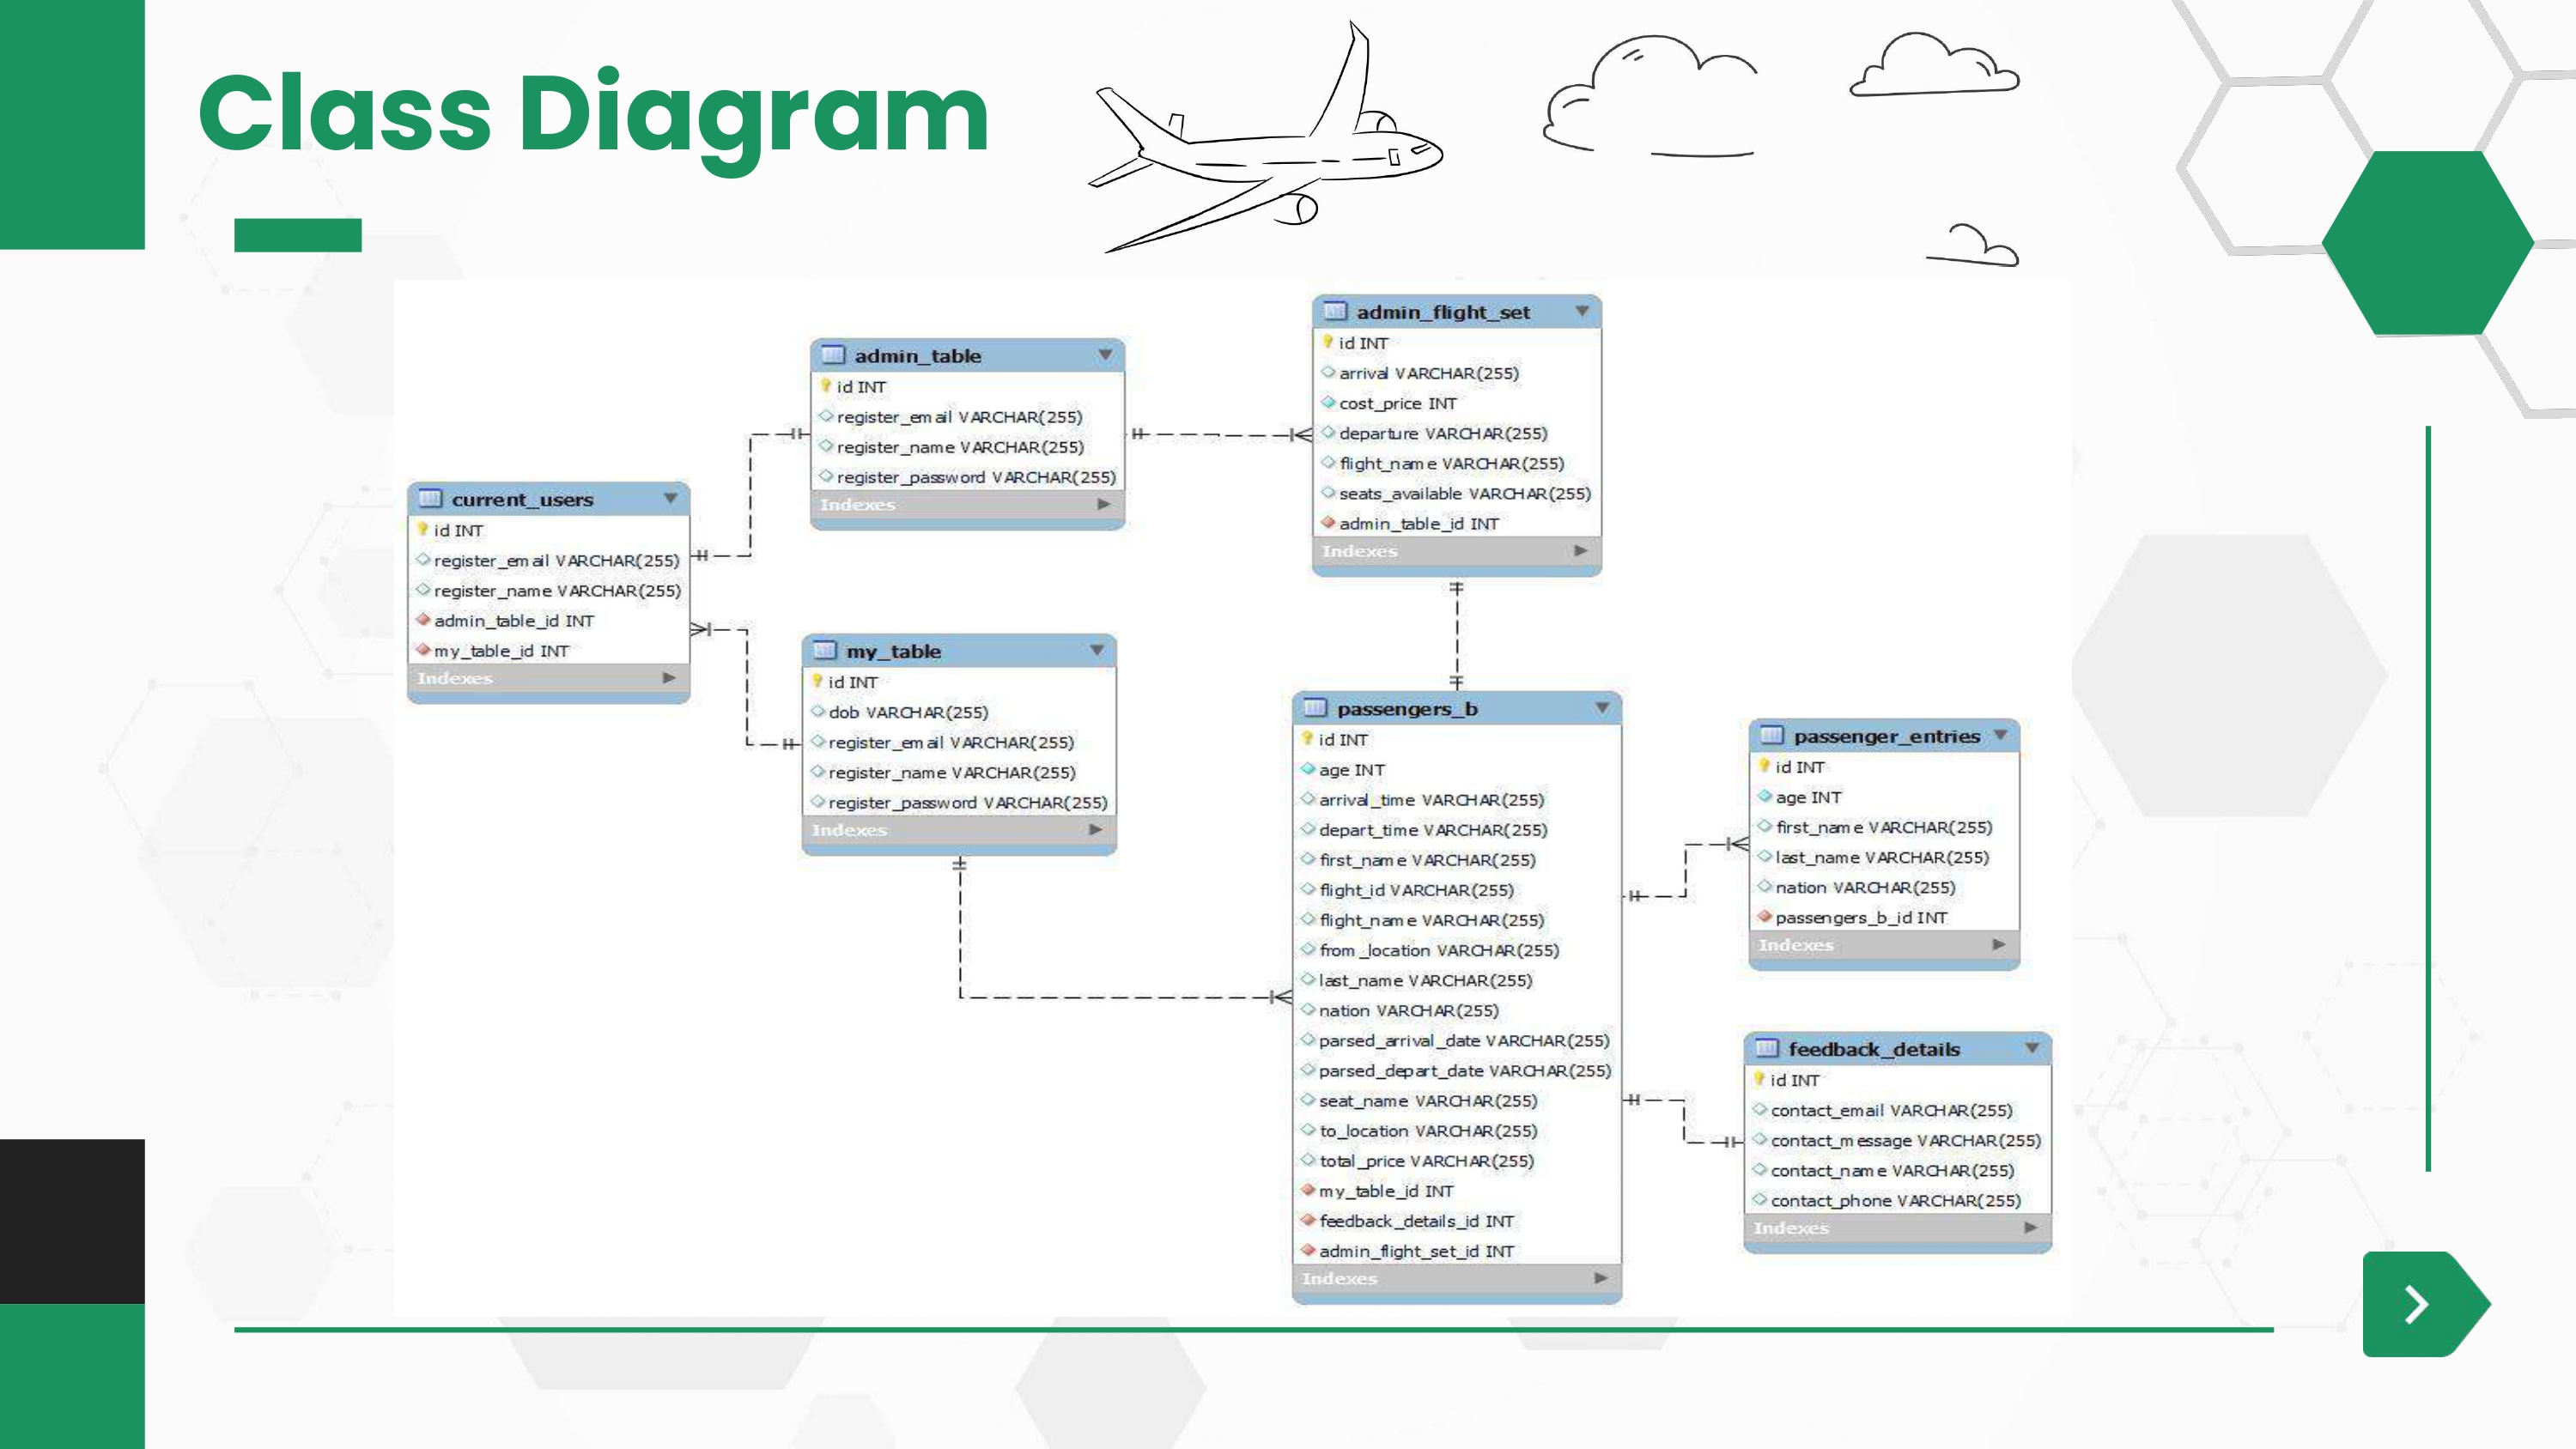 Class Diagram
admin_flight_set
id INT
arrival VARCHAR(255)
cost_price INT
departure VARCHAR(255)
flight_name VARCHAR(255)
seats_available VARCHAR(255)
admin_table_id INT
Indexes
admin_table
id INT
register_email VARCHAR(255)
register_name VARCHAR(255)
register_password VARCHAR(255)
Indexes
current_users
id INT
register_email VARCHAR(255)
register_name VARCHAR(255)
admin_table_id INT
my_table_id INT
Indexes
my_table
id INT
dob VARCHAR(255)
register_email VARCHAR(255)
register_name VARCHAR(255)
register_password VARCHAR(255)
Indexes
passengers_b
id INT
age INT
arrival_time VARCHAR(255)
depart_time VARCHAR(255)
first_name VARCHAR(255)
flight_id VARCHAR(255)
flight_name VARCHAR(255)
from_location VARCHAR(255)
last_name VARCHAR(255)
nation VARCHAR(255)
parsed_arrival_date VARCHAR(255)
parsed_depart_date VARCHAR(255)
seat_name VARCHAR(255)
to_location VARCHAR(255)
total_price VARCHAR(255)
my_table_id INT
feedback_details_id INT
admin_flight_set_id INT
Indexes
passenger_entries
id INT
age INT
first_name VARCHAR(255)
last_name VARCHAR(255)
nation VARCHAR(255)
passengers_b_id INT
Indexes
feedback_details
id INT
contact_email VARCHAR(255)
contact_message VARCHAR(255)
contact_name VARCHAR(255)
contact_phone VARCHAR(255)
Indexes